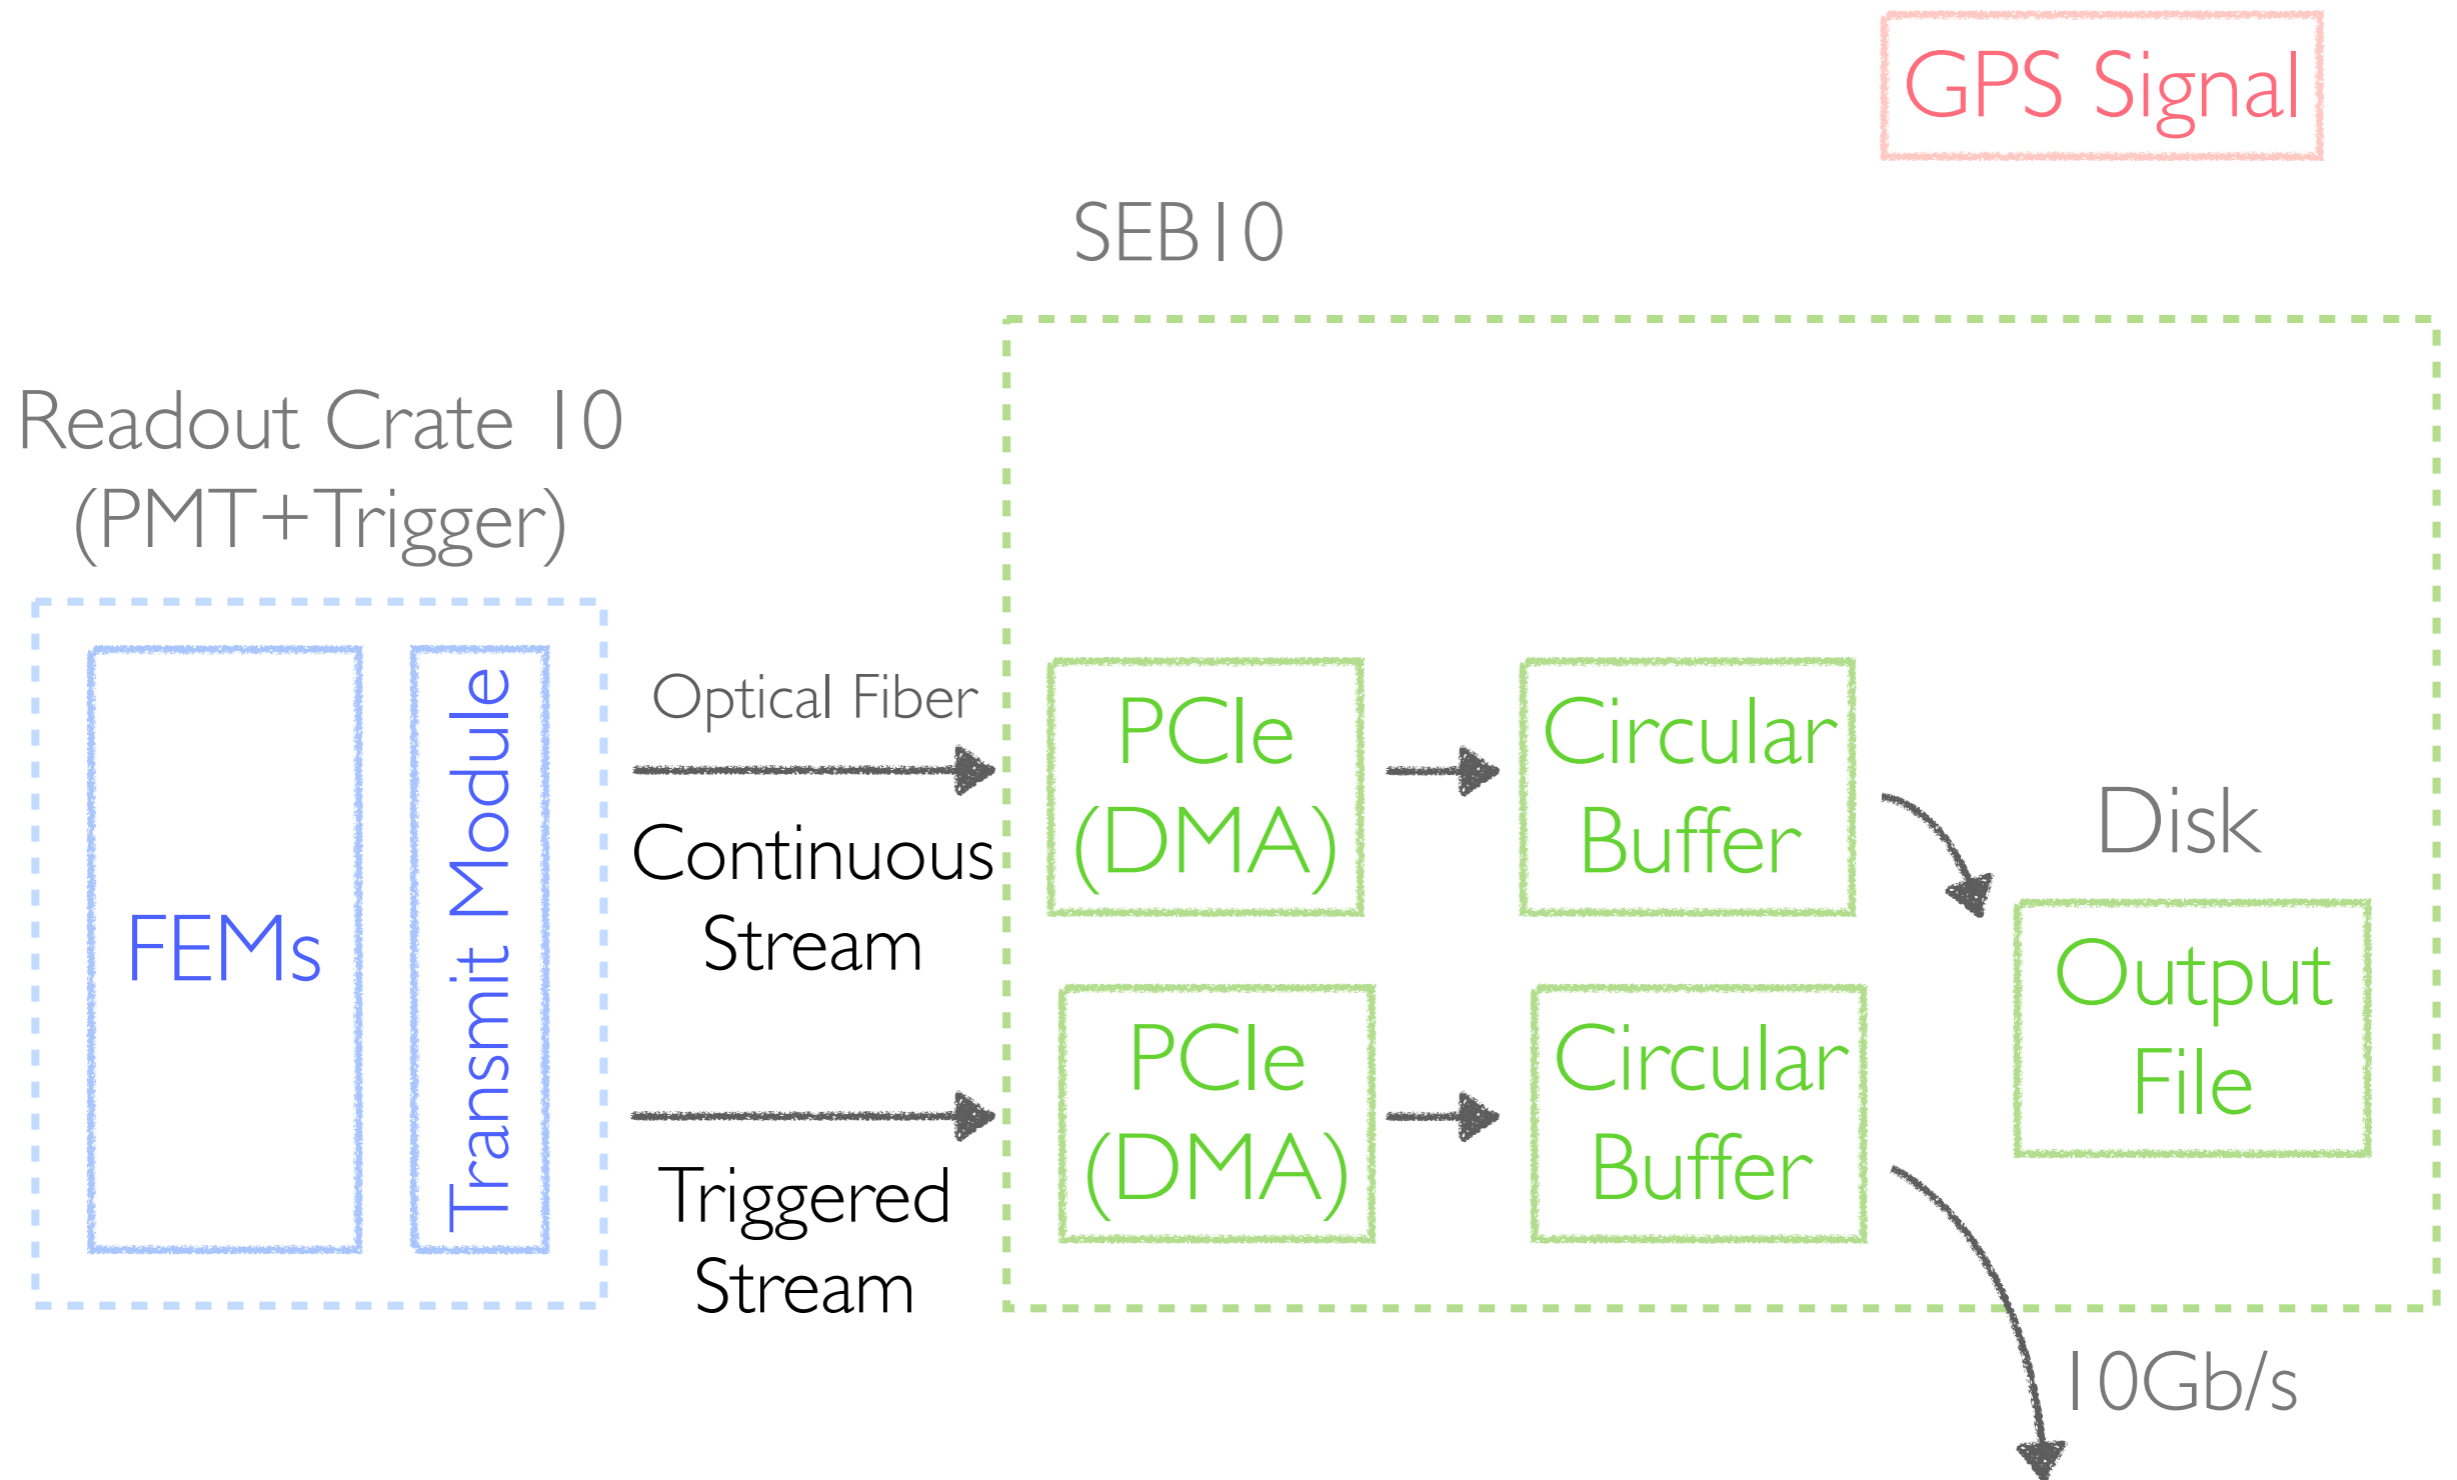 GPS Signal
SEB10
Readout Crate 10
(PMT+Trigger)
FEMs
Transmit Module
Optical Fiber
Continuous
Stream
Triggered
Stream
PCIe
(DMA)
Circular
Buffer
PCIe
(DMA)
Circular
Buffer
Disk
Output
File
10Gb/s